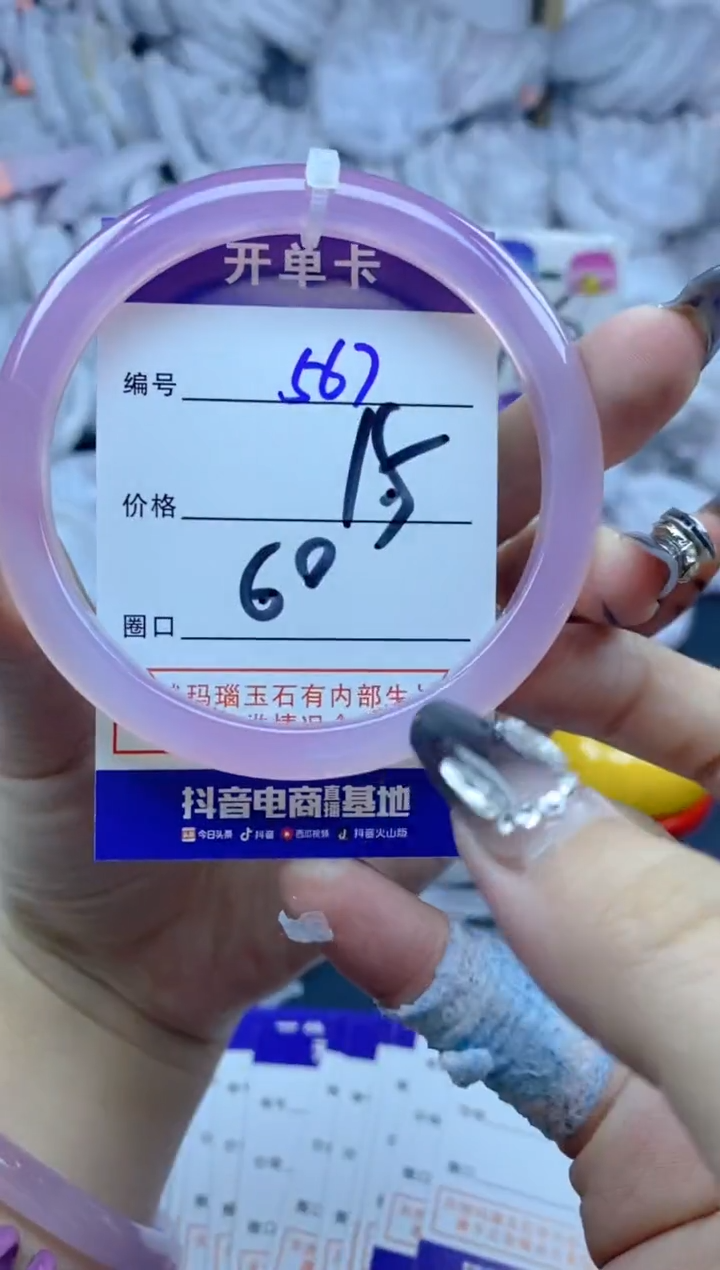 开单卡
编号 567
价格 15
圈口 60
玛瑙玉石有内部生
抖音电商直播基地
今日头条 抖音 西瓜视频 抖音火山版